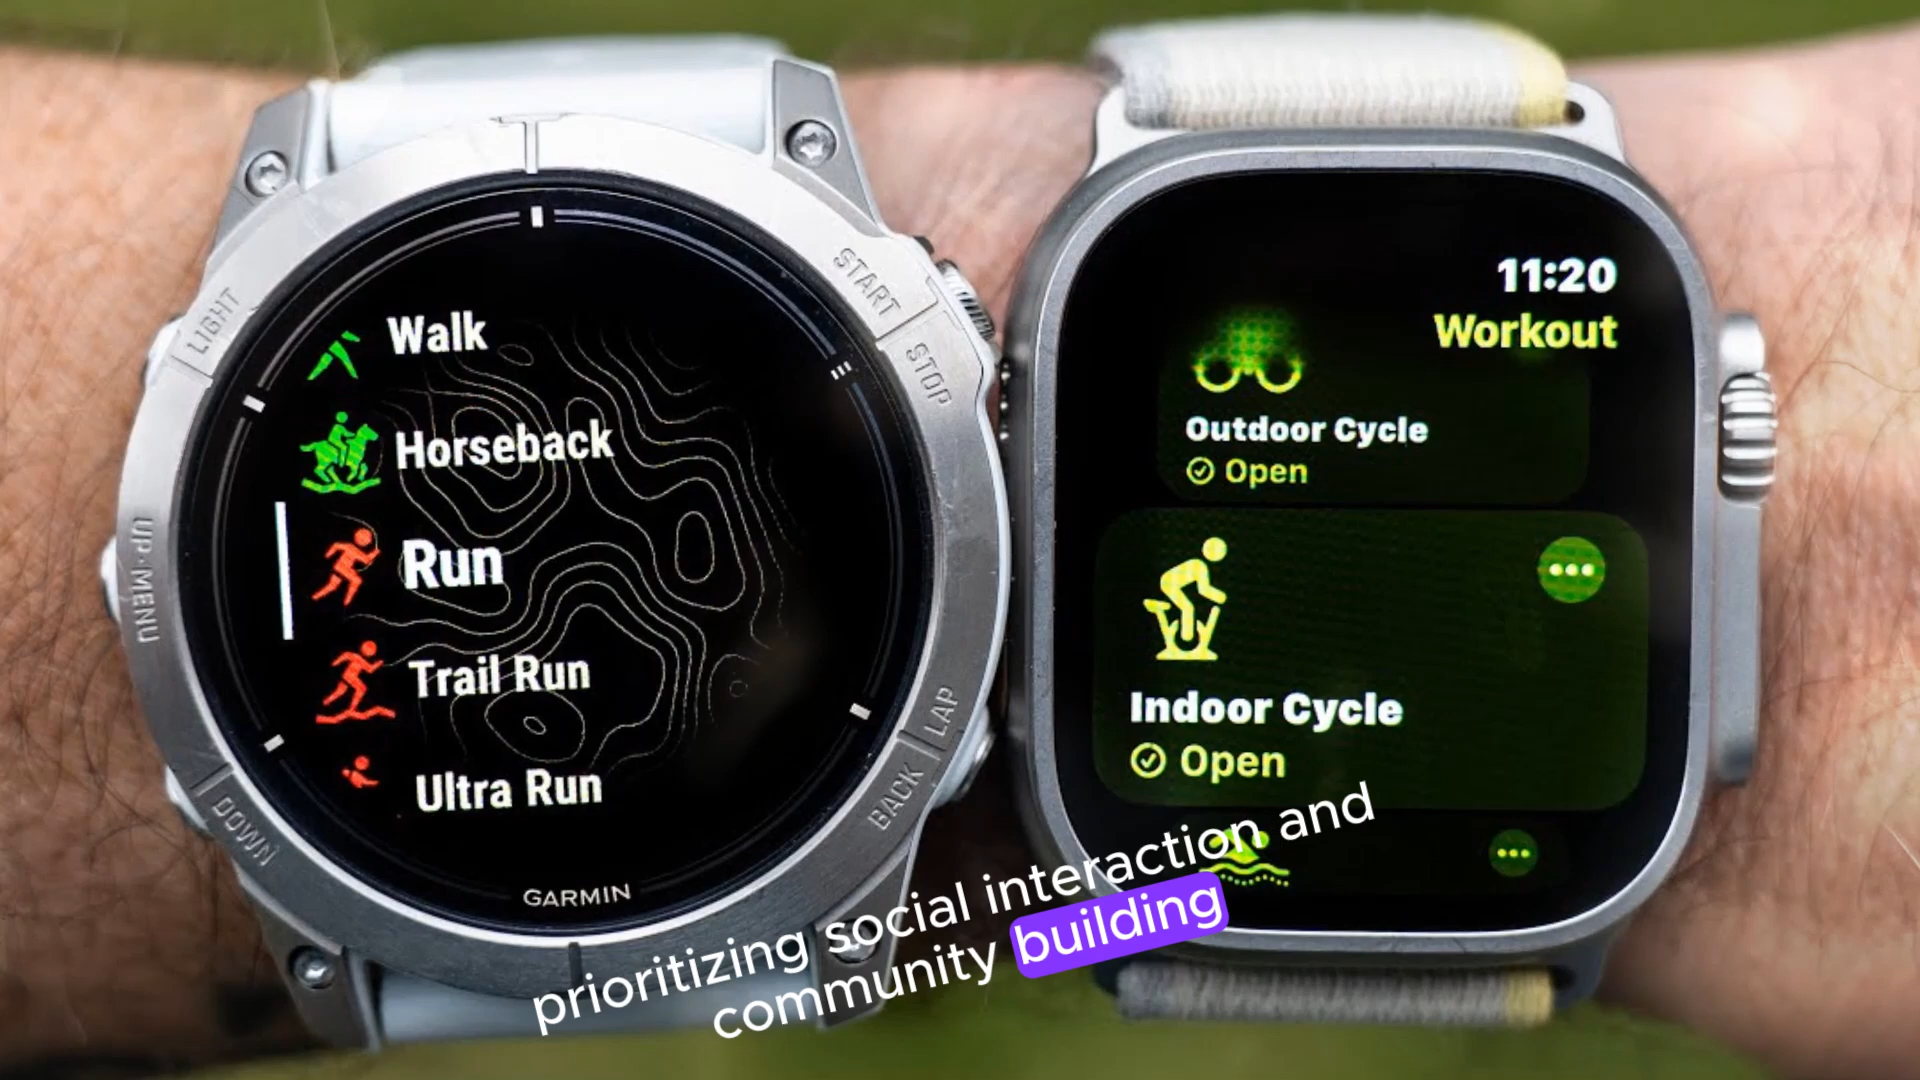 LIGHT
START
STOP
UP·MENU
DOWN
BACK
LAP
Walk
Horseback
Run
Trail Run
Ultra Run
GARMIN
11:20
Workout
Outdoor Cycle
Open
Indoor Cycle
Open
prioritizing social interaction and
community building